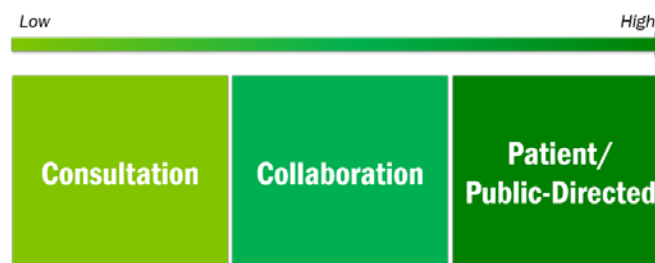 Low
High
Consultation
Collaboration
Patient/
Public-Directed